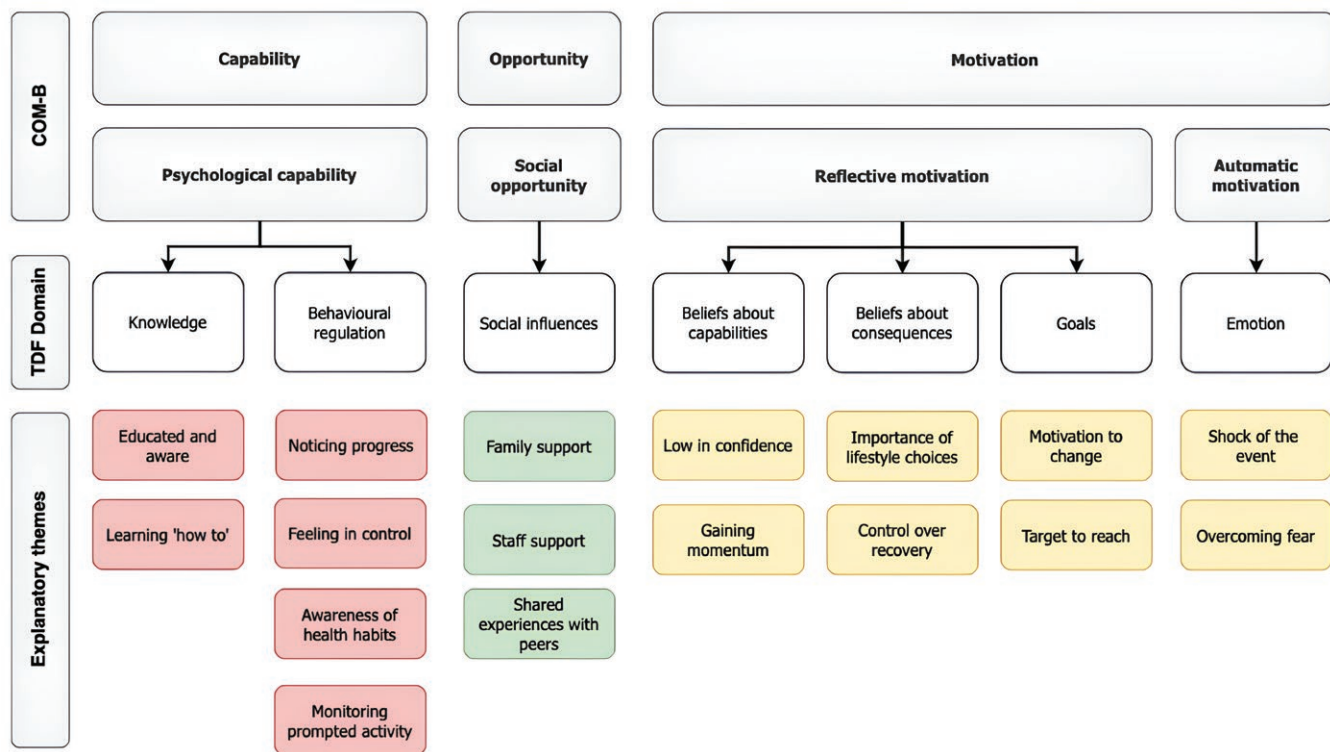 COM-B
Capability
Opportunity
Motivation
Psychological capability
Social
opportunity
Reflective motivation
Automatic
motivation
TDF Domain
Knowledge
Behavioural
regulation
Social influences
Beliefs about
capabilities
Beliefs about
consequences
Goals
Emotion
Explanatory themes
Educated and
aware
Noticing progress
Family support
Low in confidence
Importance of
lifestyle choices
Motivation to
change
Shock of the
event
Learning 'how to'
Feeling in control
Staff support
Gaining
momentum
Control over
recovery
Target to reach
Overcoming fear
Awareness of
health habits
Shared
experiences with
peers
Monitoring
prompted activity